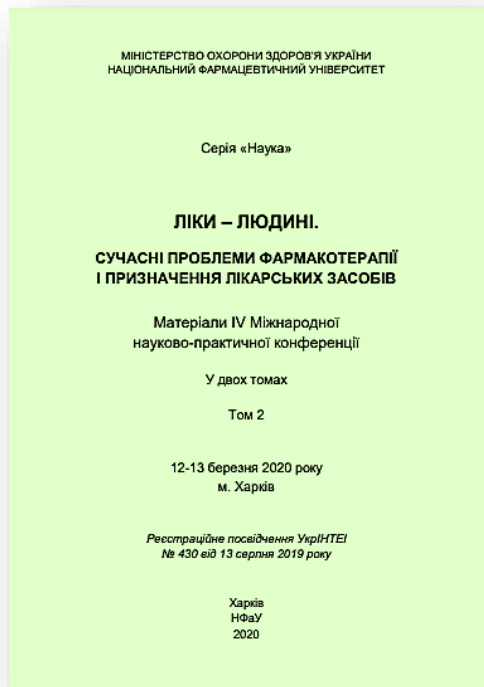 МІНІСТЕРСТВО ОХОРОНИ ЗДОРОВ'Я УКРАЇНИ
НАЦІОНАЛЬНИЙ ФАРМАЦЕВТИЧНИЙ УНІВЕРСИТЕТ
Серія «Наука»
ЛІКИ – ЛЮДИНІ.
СУЧАСНІ ПРОБЛЕМИ ФАРМАКОТЕРАПІЇ
І ПРИЗНАЧЕННЯ ЛІКАРСЬКИХ ЗАСОБІВ
Матеріали IV Міжнародної
науково-практичної конференції
У двох томах
Том 2
12-13 березня 2020 року
м. Харків
Реєстраційне посвідчення УкрІНТЕІ
№ 430 від 13 серпня 2019 року
Харків
НФаУ
2020